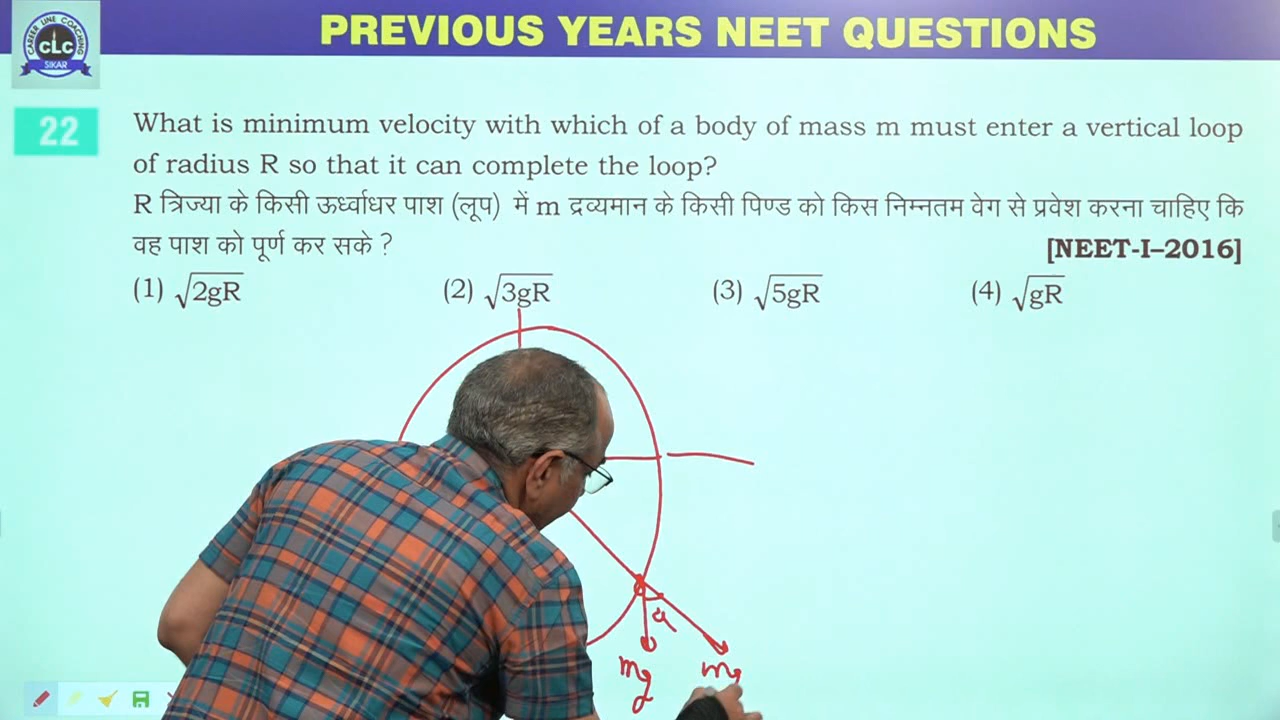 PREVIOUS YEARS NEET QUESTIONS
CAREER LINE COACHING
CLC
SIKAR
22
What is minimum velocity with which of a body of mass m must enter a vertical loop
of radius R so that it can complete the loop?
R त्रिज्या के किसी ऊर्ध्वाधर पाश (लूप) में m द्रव्यमान के किसी पिण्ड को किस निम्नतम वेग से प्रवेश करना चाहिए कि
वह पाश को पूर्ण कर सके ?
[NEET-I–2016]
(1) √2gR (2) √3gR (3) √5gR (4) √gR
mg mg